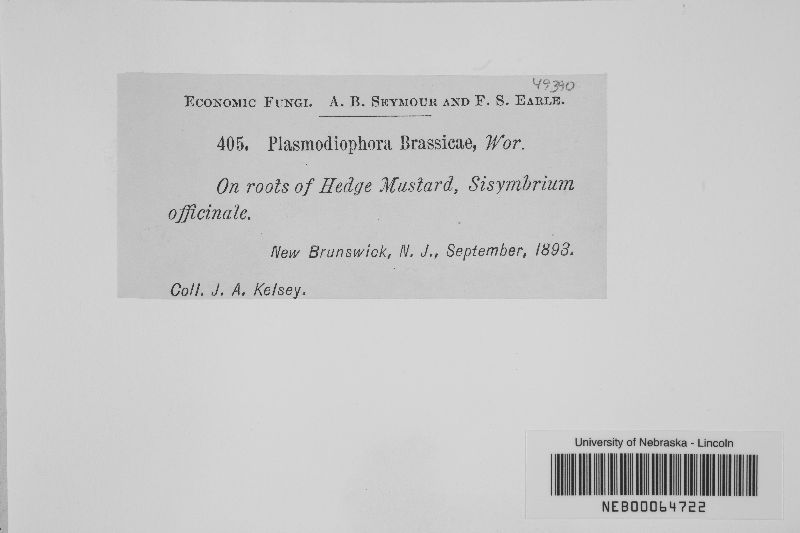 49390
Economic Fungi. A. B. Seymour and F. S. Earle.
405. Plasmodiophora Brassicae, Wor.
On roots of Hedge Mustard, Sisymbrium
officinale.
New Brunswick, N. J., September, 1893.
Coll. J. A. Kelsey.
University of Nebraska - Lincoln
NEB00064722